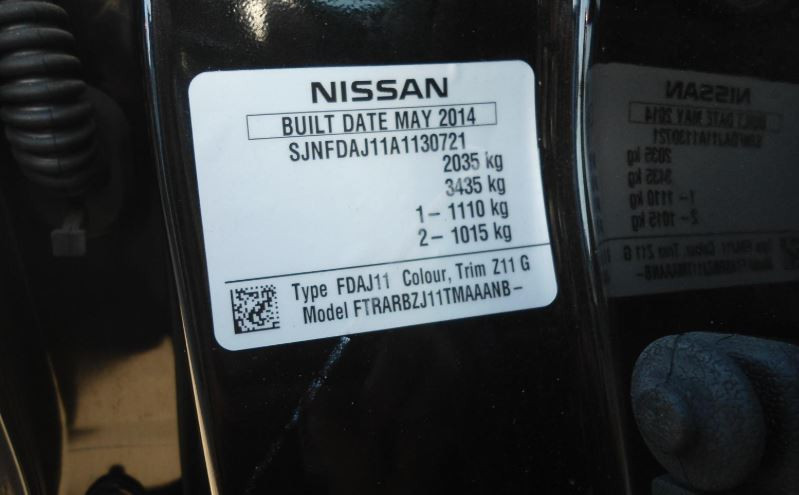 NISSAN
BUILT DATE MAY 2014
SJNFDAJ11A1130721
2035 kg
3435 kg
1– 1110 kg
2– 1015 kg
Type FDAJ11 Colour, Trim Z11 G
Model FTRARBZJ11TMAAANB–